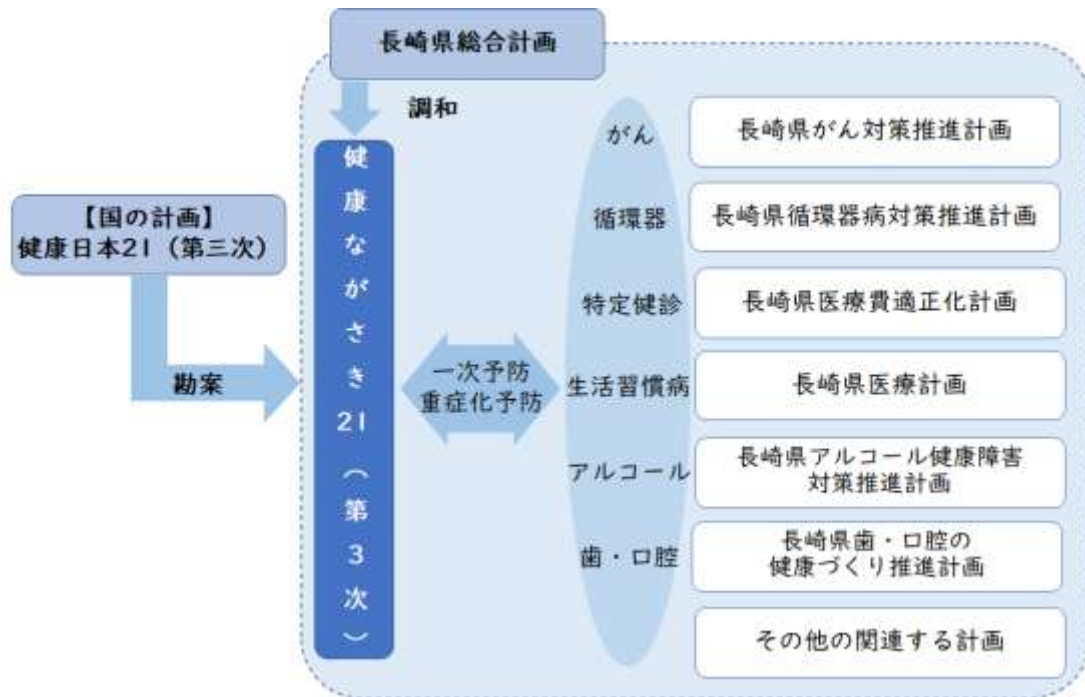 長崎県総合計画
調和
【国の計画】
健康日本21（第三次）
勘案
健康ながさき21（第3次）
一次予防
重症化予防
がん
長崎県がん対策推進計画
循環器
長崎県循環器病対策推進計画
特定健診
長崎県医療費適正化計画
生活習慣病
長崎県医療計画
アルコール
長崎県アルコール健康障害
対策推進計画
歯・口腔
長崎県歯・口腔の
健康づくり推進計画
その他の関連する計画